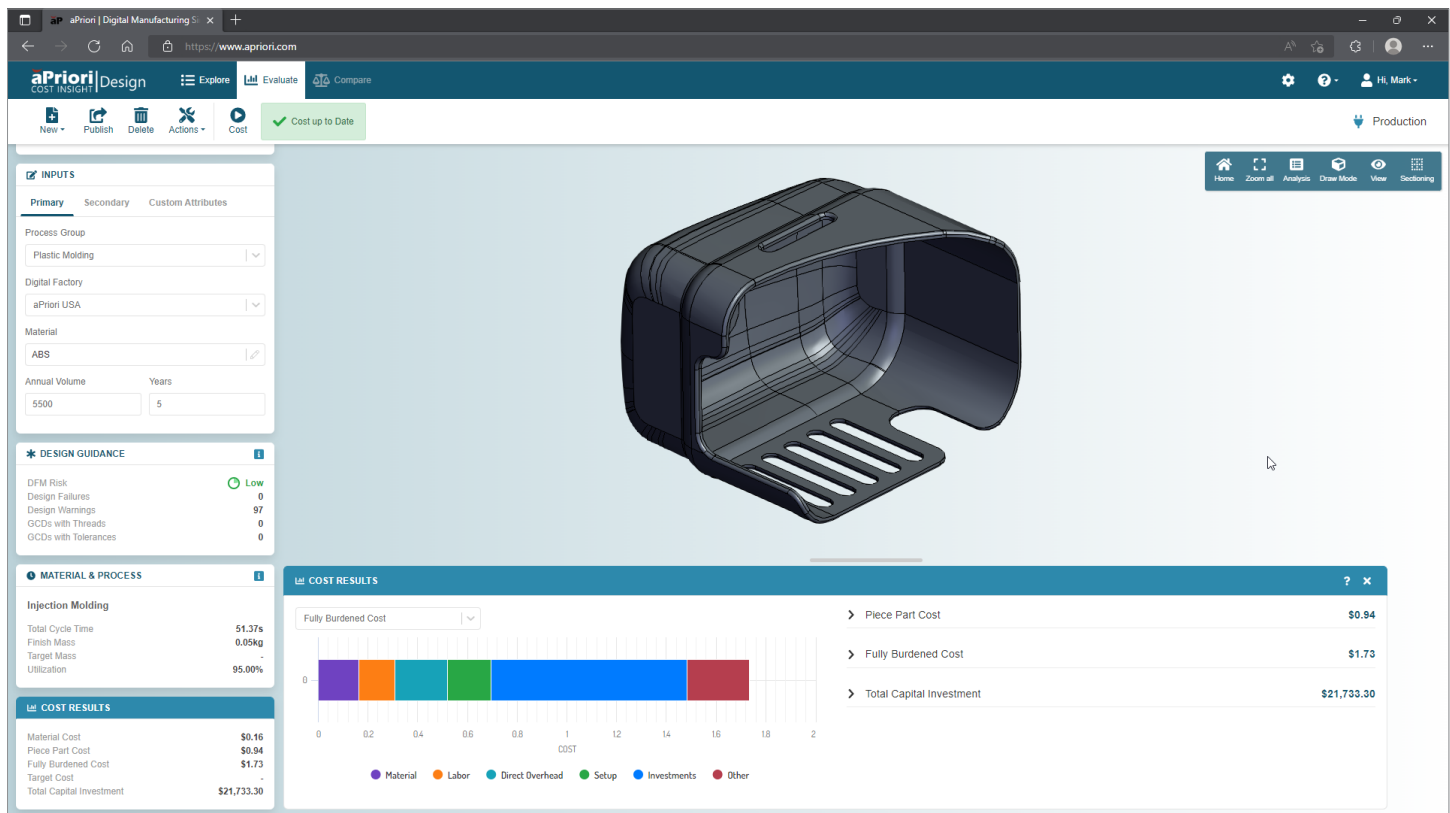 aPriori | Digital Manufacturing Si
https://www.apriori.com
aPriori Design
COST INSIGHT
Explore
Evaluate
Compare
Hi, Mark
New
Publish
Delete
Actions
Cost
Cost up to Date
Production
INPUTS
Primary Secondary Custom Attributes
Process Group
Plastic Molding
Digital Factory
aPriori USA
Material
ABS
Annual Volume Years
5500 5
DESIGN GUIDANCE
DFM Risk Low
Design Failures 0
Design Warnings 97
GCDs with Threads 0
GCDs with Tolerances 0
MATERIAL & PROCESS
Injection Molding
Total Cycle Time 51.37s
Finish Mass 0.05kg
Target Mass -
Utilization 95.00%
COST RESULTS
Material Cost $0.16
Piece Part Cost $0.94
Fully Burdened Cost $1.73
Target Cost -
Total Capital Investment $21,733.30
Home Zoom all Analysis Draw Mode View Sectioning
COST RESULTS
Fully Burdened Cost
0
0 0.2 0.4 0.6 0.8 1 1.2 1.4 1.6 1.8 2
COST
Material Labor Direct Overhead Setup Investments Other
Piece Part Cost $0.94
Fully Burdened Cost $1.73
Total Capital Investment $21,733.30